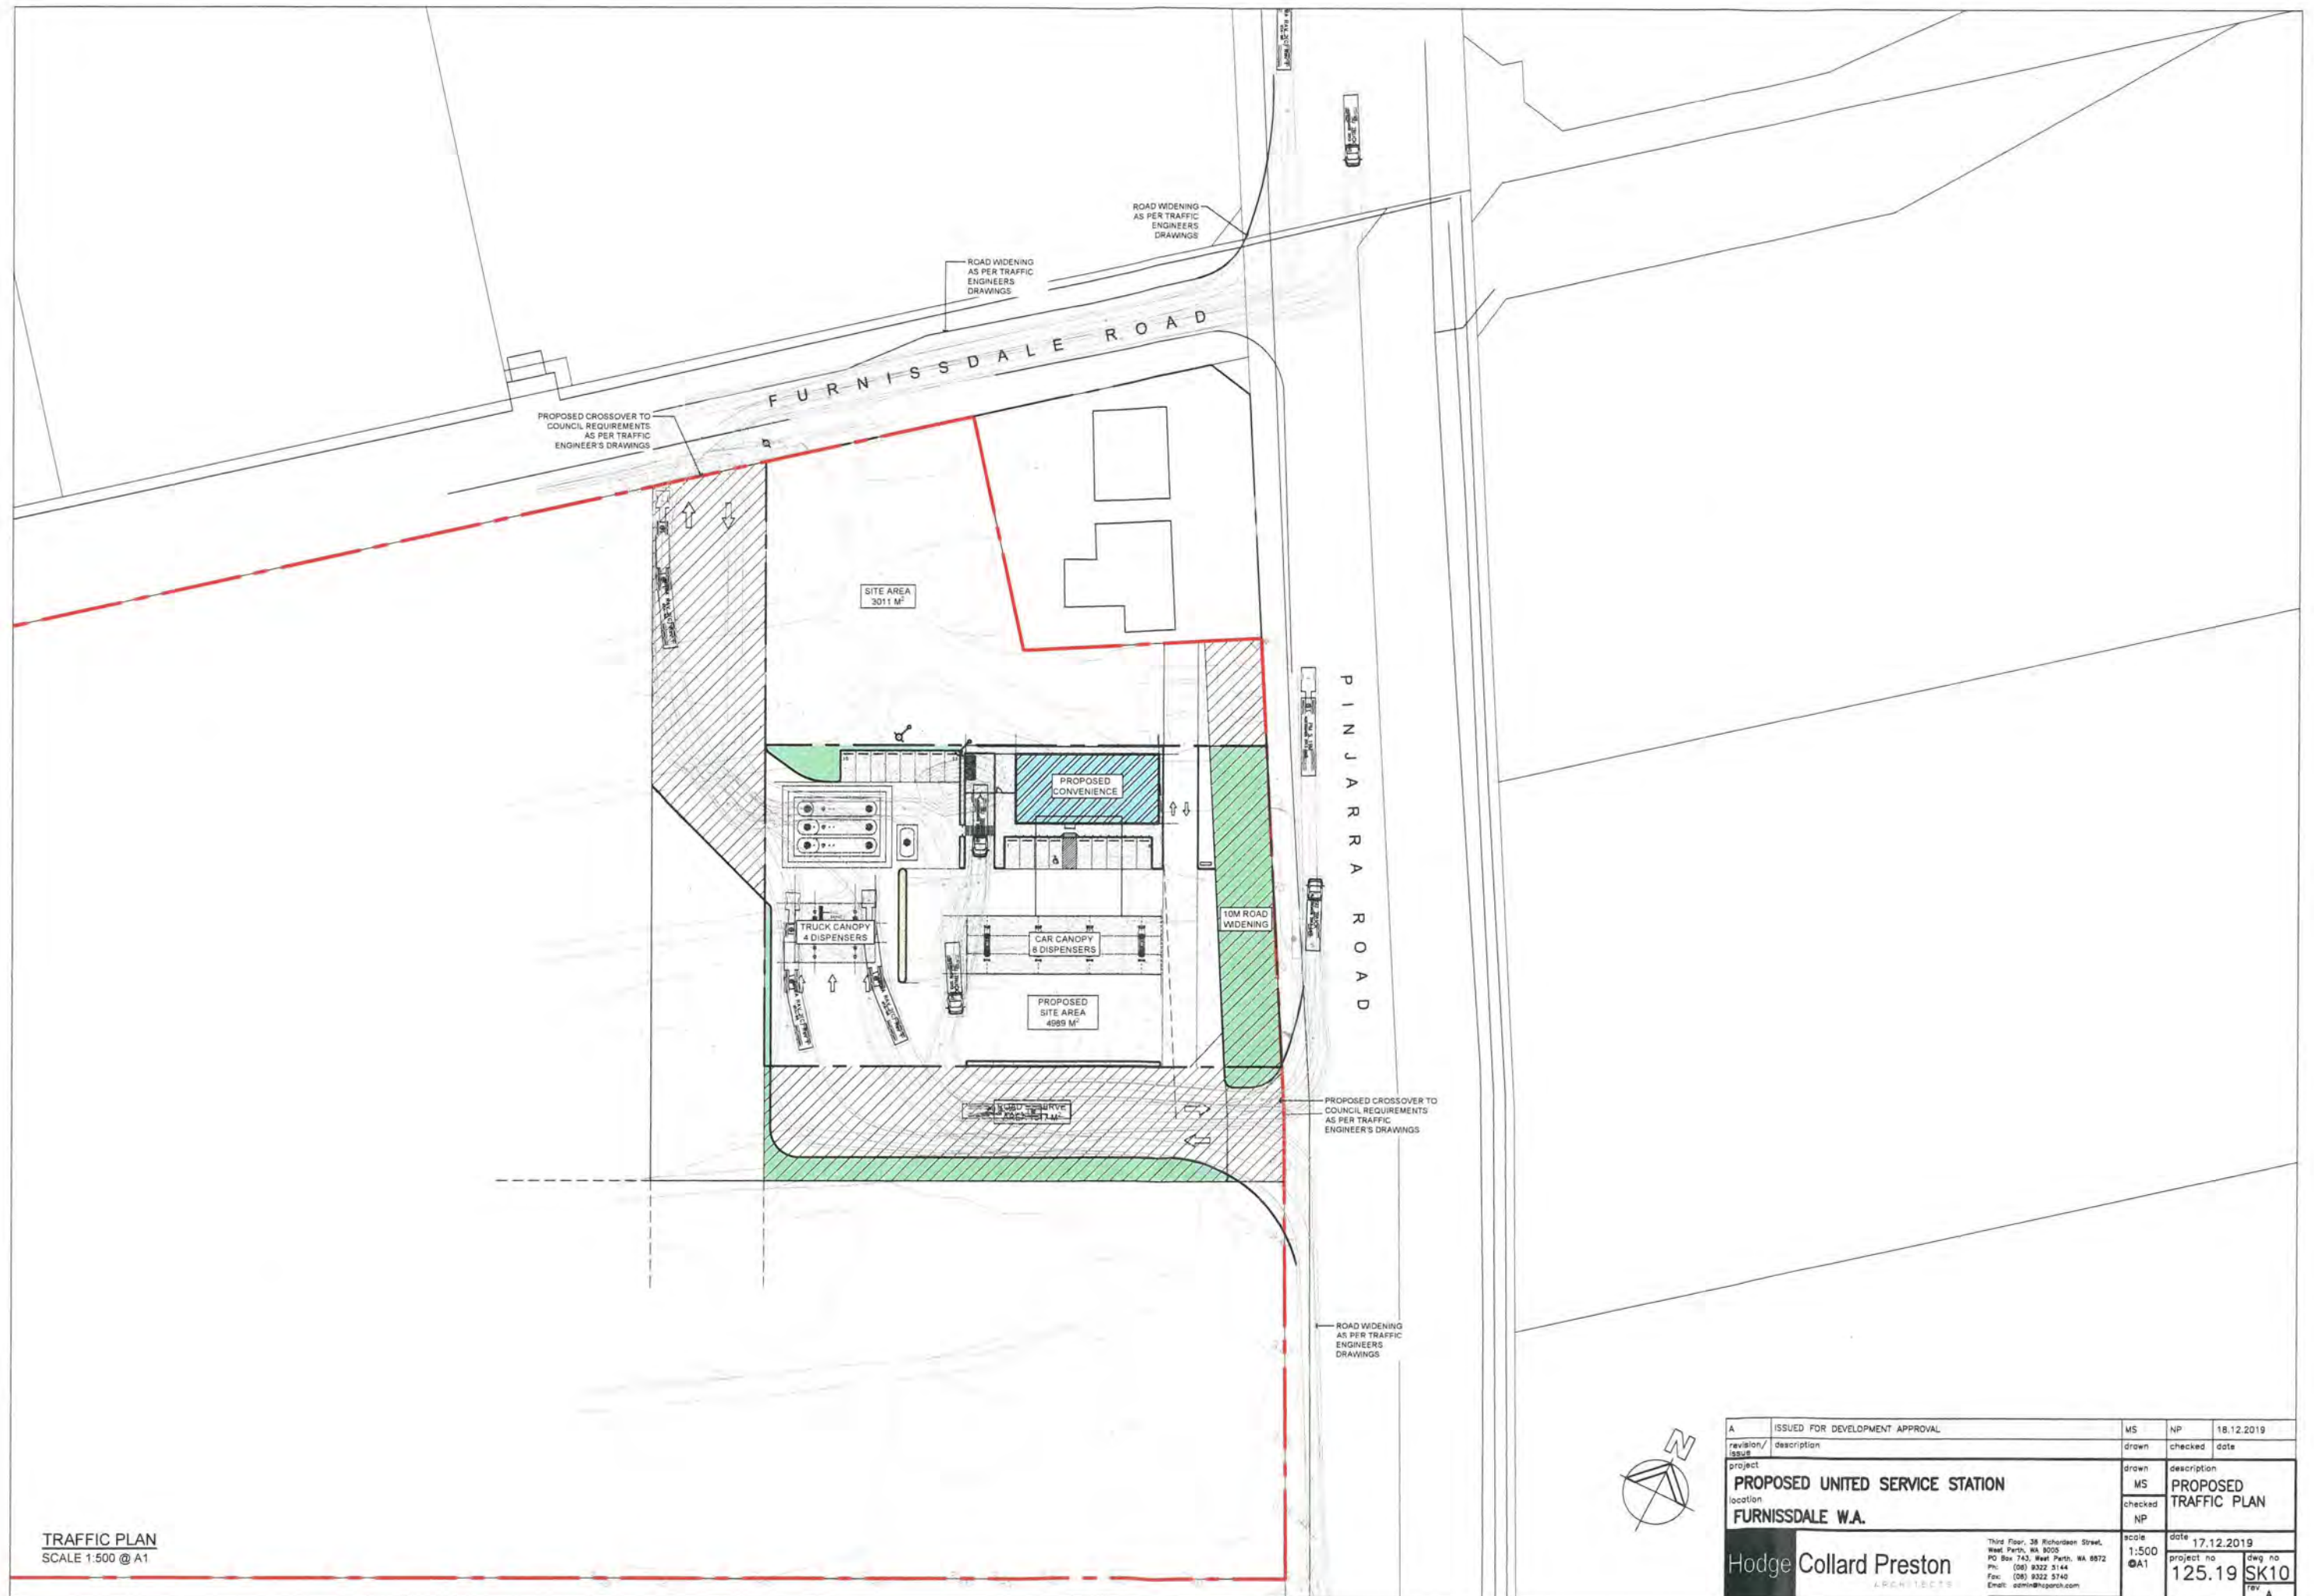 ROAD WIDENING
AS PER TRAFFIC
ENGINEERS
DRAWINGS
ROAD WIDENING
AS PER TRAFFIC
ENGINEERS
DRAWINGS
FURNISSDALE ROAD
PROPOSED CROSSOVER TO
COUNCIL REQUIREMENTS
AS PER TRAFFIC
ENGINEER'S DRAWINGS
SITE AREA
3011 M²
PINJARRA ROAD
PROPOSED
CONVENIENCE
TRUCK CANOPY
4 DISPENSERS
CAR CANOPY
8 DISPENSERS
10M ROAD
WIDENING
PROPOSED
SITE AREA
4989 M²
PROPOSED CROSSOVER TO
COUNCIL REQUIREMENTS
AS PER TRAFFIC
ENGINEER'S DRAWINGS
ROAD WIDENING
AS PER TRAFFIC
ENGINEERS
DRAWINGS
TRAFFIC PLAN
SCALE 1:500 @ A1
N
A ISSUED FOR DEVELOPMENT APPROVAL MS NP 18.12.2019
revision/issue description drawn checked date
project
PROPOSED UNITED SERVICE STATION
location
FURNISSDALE W.A.
drawn
MS
checked
NP
description
PROPOSED
TRAFFIC PLAN
Hodge Collard Preston
ARCHITECTS
Third Floor, 38 Richardson Street,
West Perth, WA 6005
PO Box 743, West Perth, WA 6872
Ph: (08) 9322 5144
Fax: (08) 9322 5740
Email: admin@hcparch.com
scale
1:500
@A1
date 17.12.2019
project no
125.19
dwg no
SK10
rev
A